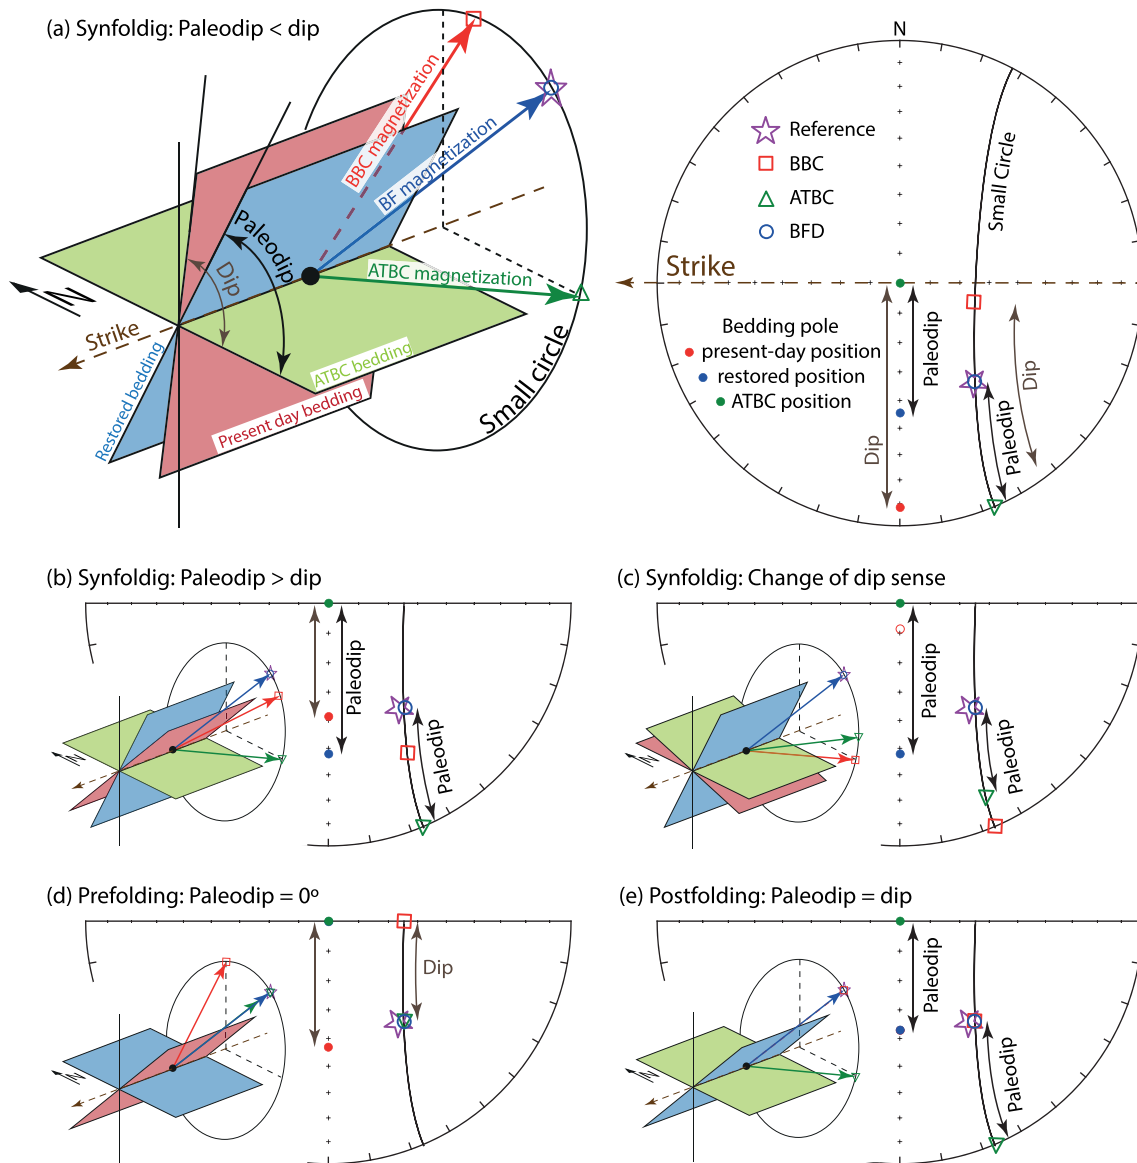 (a) Synfoldig: Paleodip < dip
BBC magnetization
BF magnetization
ATBC magnetization
Paleodip
Dip
N
Strike
Restored bedding
ATBC bedding
Present day bedding
Small circle
N
Reference
BBC
ATBC
BFD
Small Circle
Strike
Bedding pole
present-day position
restored position
ATBC position
Paleodip
Dip
Dip
Paleodip
(b) Synfoldig: Paleodip > dip
N
Paleodip
Paleodip
(c) Synfoldig: Change of dip sense
N
Paleodip
Paleodip
(d) Prefolding: Paleodip = 0º
N
Dip
(e) Postfolding: Paleodip = dip
N
Paleodip
Paleodip